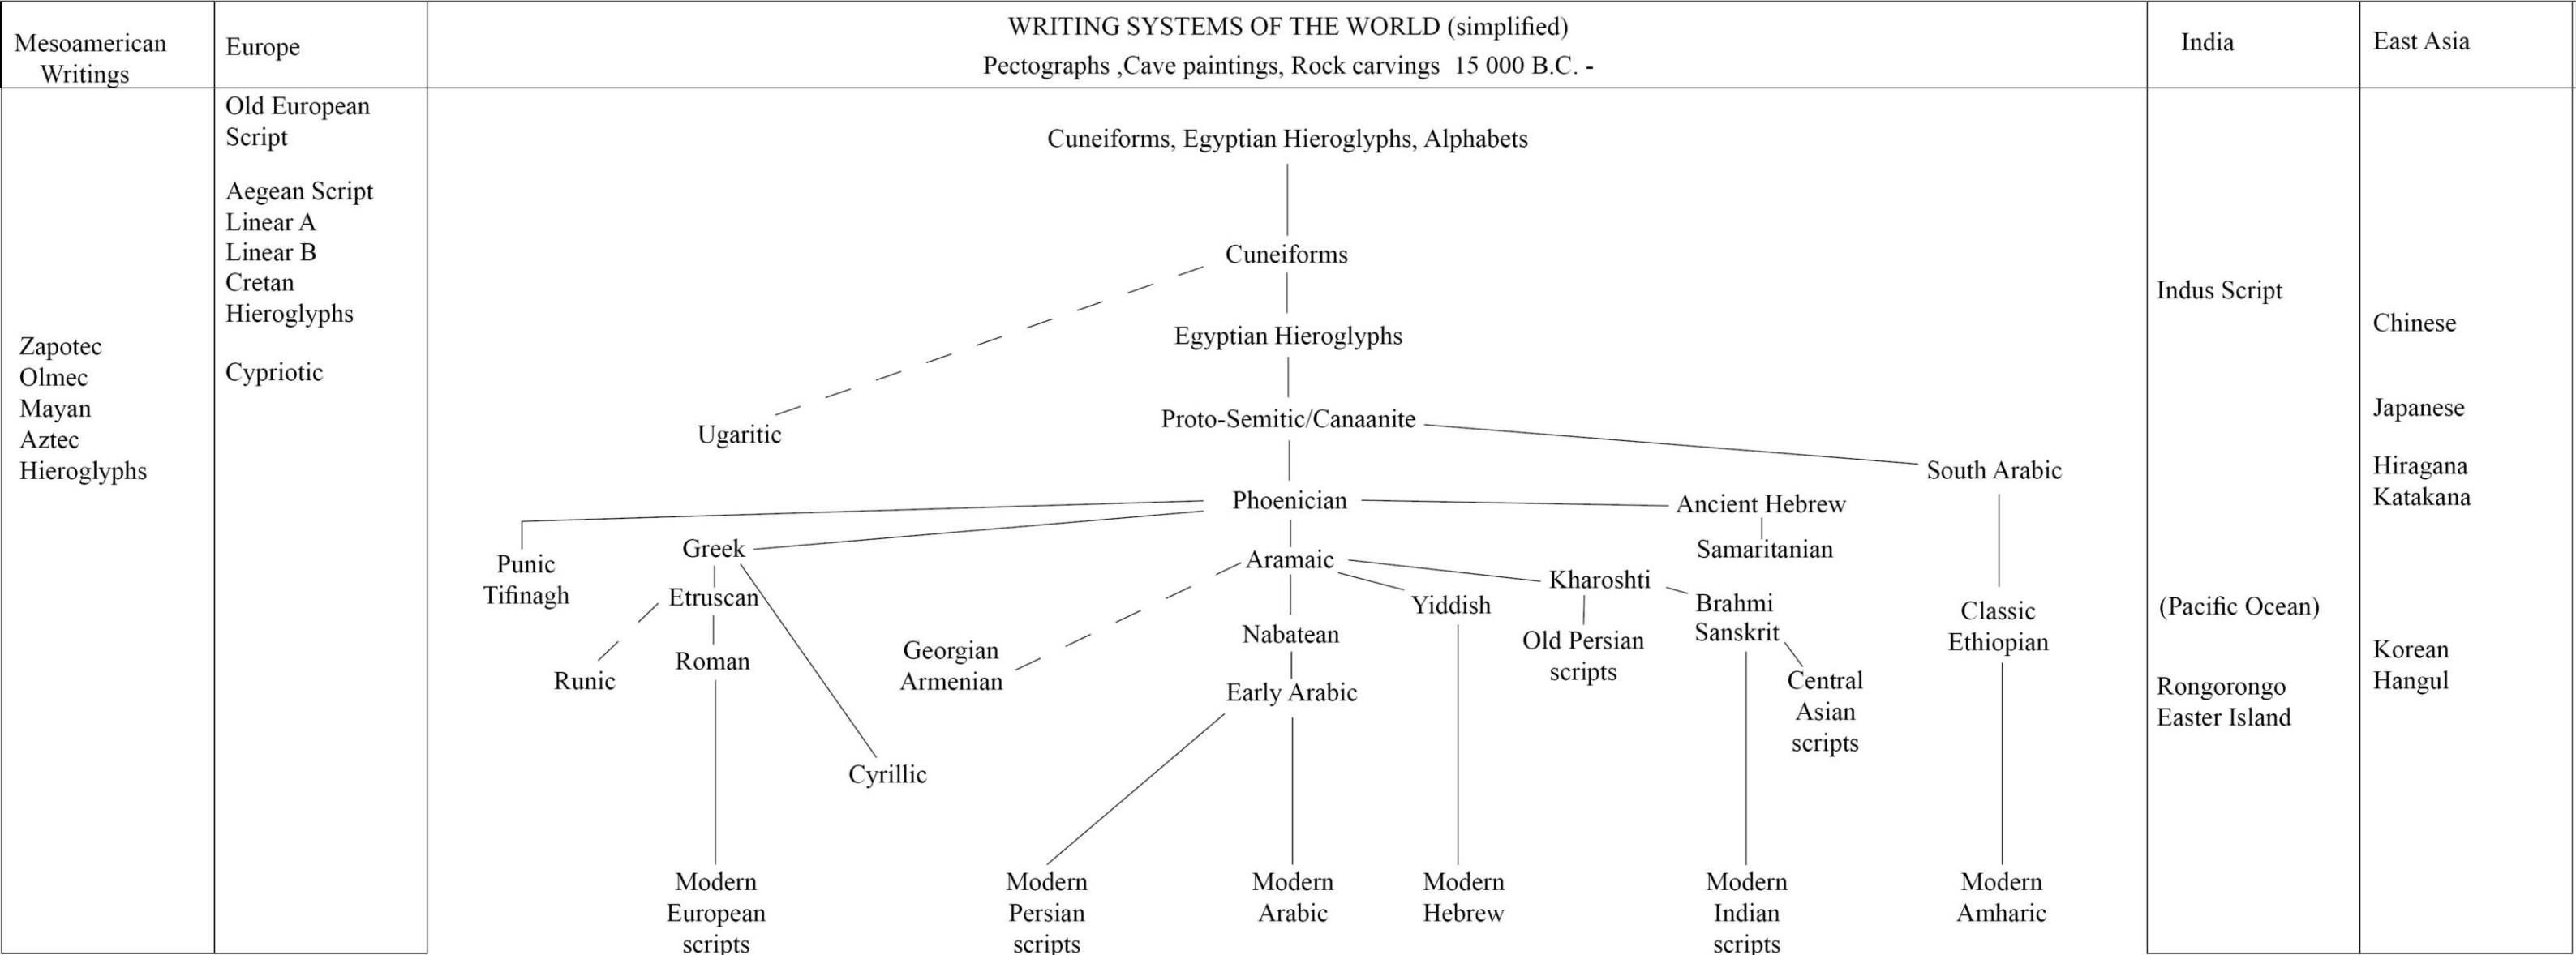 Mesoamerican
Writings
Europe
WRITING SYSTEMS OF THE WORLD (simplified)
Pectographs ,Cave paintings, Rock carvings 15 000 B.C. -
India
East Asia
Zapotec
Olmec
Mayan
Aztec
Hieroglyphs
Old European
Script
Aegean Script
Linear A
Linear B
Cretan
Hieroglyphs
Cypriotic
Cuneiforms, Egyptian Hieroglyphs, Alphabets
Cuneiforms
Egyptian Hieroglyphs
Ugaritic
Proto-Semitic/Canaanite
South Arabic
Phoenician
Ancient Hebrew
Samaritanian
Punic
Tifinagh
Greek
Etruscan
Runic
Roman
Cyrillic
Aramaic
Georgian
Armenian
Nabatean
Early Arabic
Yiddish
Kharoshti
Old Persian
scripts
Brahmi
Sanskrit
Central
Asian
scripts
Classic
Ethiopian
Modern
European
scripts
Modern
Persian
scripts
Modern
Arabic
Modern
Hebrew
Modern
Indian
scripts
Modern
Amharic
Indus Script
(Pacific Ocean)
Rongorongo
Easter Island
Chinese
Japanese
Hiragana
Katakana
Korean
Hangul